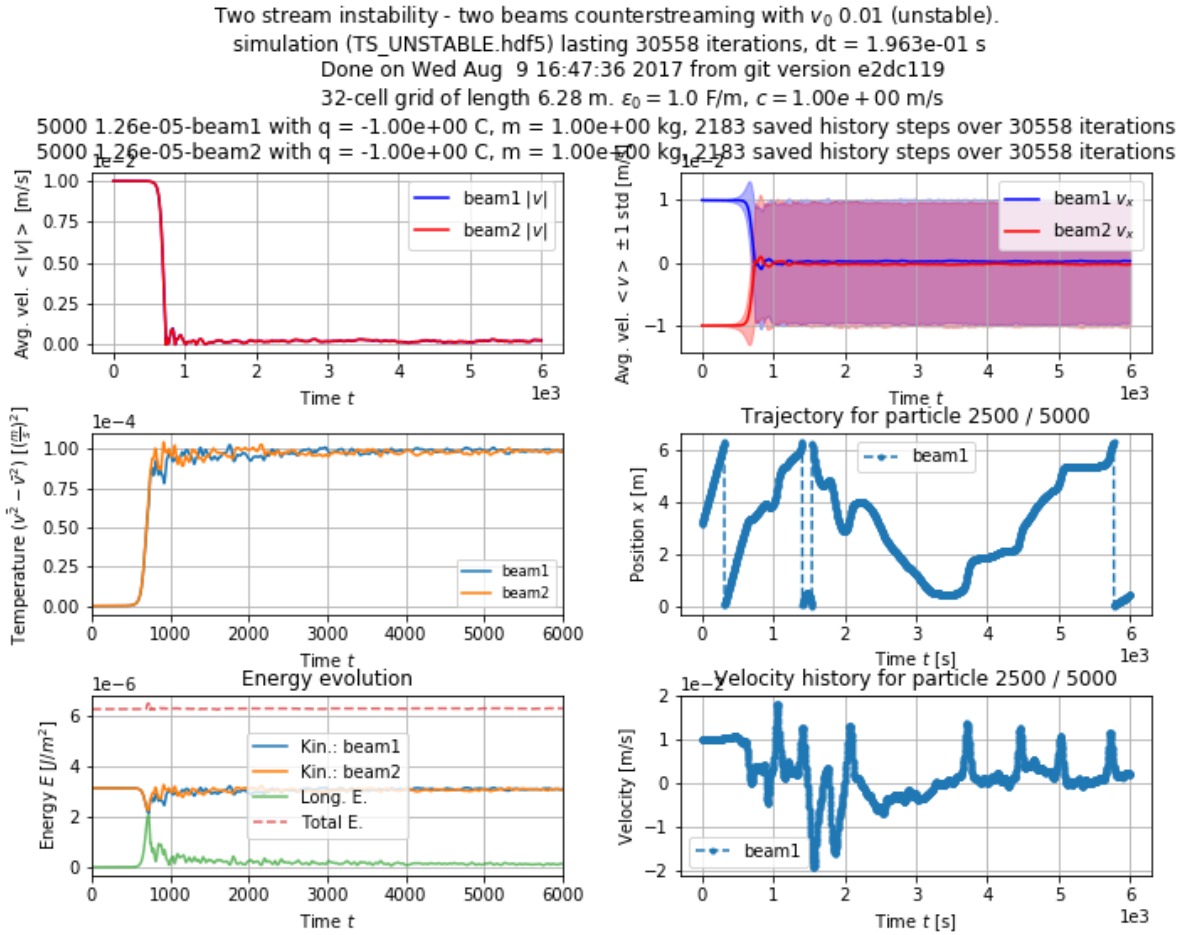 Two stream instability - two beams counterstreaming with v₀ 0.01 (unstable).
simulation (TS_UNSTABLE.hdf5) lasting 30558 iterations, dt = 1.963e-01 s
Done on Wed Aug  9 16:47:36 2017 from git version e2dc119
32-cell grid of length 6.28 m. ε₀ = 1.0 F/m, c = 1.00e + 00 m/s
5000 1.26e-05-beam1 with q = -1.00e+00 C, m = 1.00e+00 kg, 2183 saved history steps over 30558 iterations
5000 1.26e-05-beam2 with q = -1.00e+00 C, m = 1.00e+00 kg, 2183 saved history steps over 30558 iterations
1e-2
Avg. vel. < |v| > [m/s]
1.00
0.75
0.50
0.25
0.00
beam1 |v|
beam2 |v|
0 1 2 3 4 5 6
1e3
Time t
1e-2
Avg. vel. < v > ± 1 std [m/s]
1
0
−1
beam1 vₓ
beam2 vₓ
0 1 2 3 4 5 6
1e3
Time t
1e-4
Temperature (v̄² − v̄²) [(m/s)²]
1.00
0.75
0.50
0.25
0.00
beam1
beam2
0 1000 2000 3000 4000 5000 6000
Time t
Trajectory for particle 2500 / 5000
Position x [m]
6
4
2
0
beam1
0 1 2 3 4 5 6
1e3
Time t [s]
Energy evolution
1e-6
Energy E [J/m²]
6
4
2
0
Kin.: beam1
Kin.: beam2
Long. E.
Total E.
0 1000 2000 3000 4000 5000 6000
Time t
Velocity history for particle 2500 / 5000
1e-2
Velocity [m/s]
2
1
0
−1
−2
beam1
0 1 2 3 4 5 6
1e3
Time t [s]